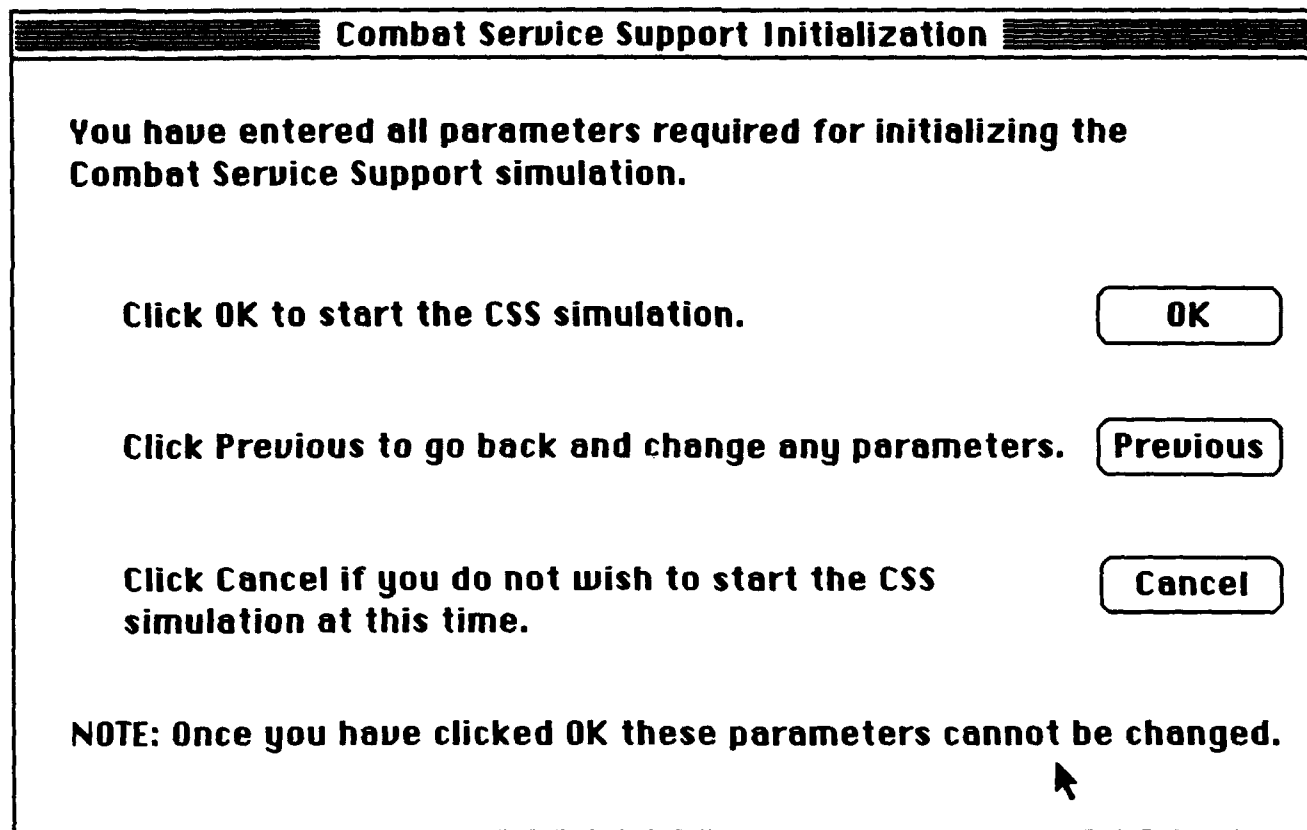 Combat Service Support Initialization
You have entered all parameters required for initializing the
Combat Service Support simulation.
Click OK to start the CSS simulation.
OK
Click Previous to go back and change any parameters.
Previous
Click Cancel if you do not wish to start the CSS
simulation at this time.
Cancel
NOTE: Once you have clicked OK these parameters cannot be changed.